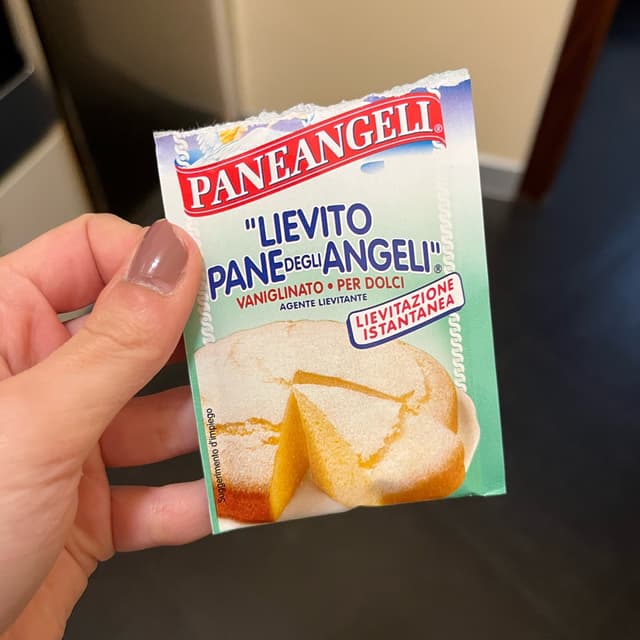 PANEANGELI®
"LIEVITO
PANE DEGLI ANGELI"®
VANIGLINATO • PER DOLCI
AGENTE LIEVITANTE
LIEVITAZIONE
ISTANTANEA
Suggerimento d'impiego